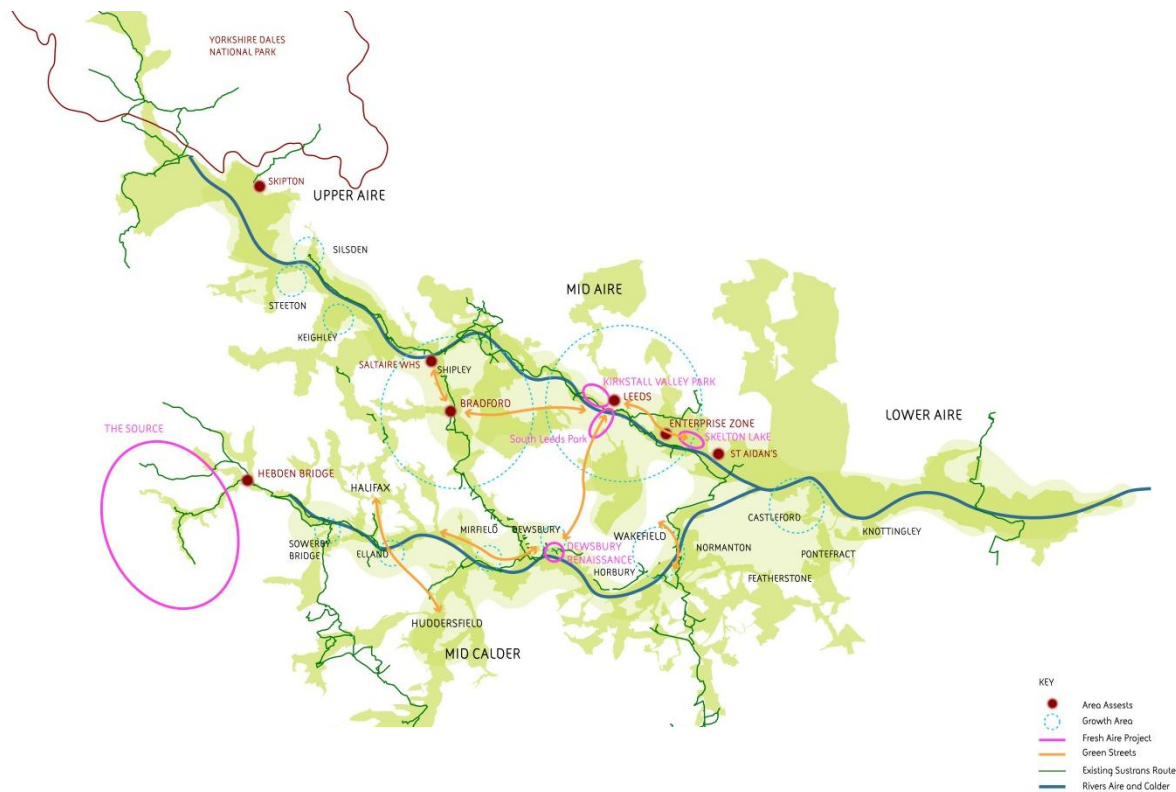 YORKSHIRE DALES
NATIONAL PARK
SKIPTON
UPPER AIRE
SILSDEN
STEETON
MID AIRE
KEIGHLEY
SALTAIRE WHS
SHIPLEY
KIRKSTALL VALLEY PARK
LEEDS
BRADFORD
LOWER AIRE
THE SOURCE
ENTERPRISE ZONE
South Leeds Park
SKELTON LAKE
ST AIDAN'S
HEBDEN BRIDGE
HALIFAX
CASTLEFORD
MIRFIELD
DEWSBURY
WAKEFIELD
KNOTTINGLEY
SOWERBY
BRIDGE
ELLAND
DEWSBURY
RENAISSANCE
NORMANTON
PONTEFRACT
HORBURY
FEATHERSTONE
HUDDERSFIELD
MID CALDER
KEY
Area Assests
Growth Area
Fresh Aire Project
Green Streets
Existing Sustrans Route
Rivers Aire and Calder